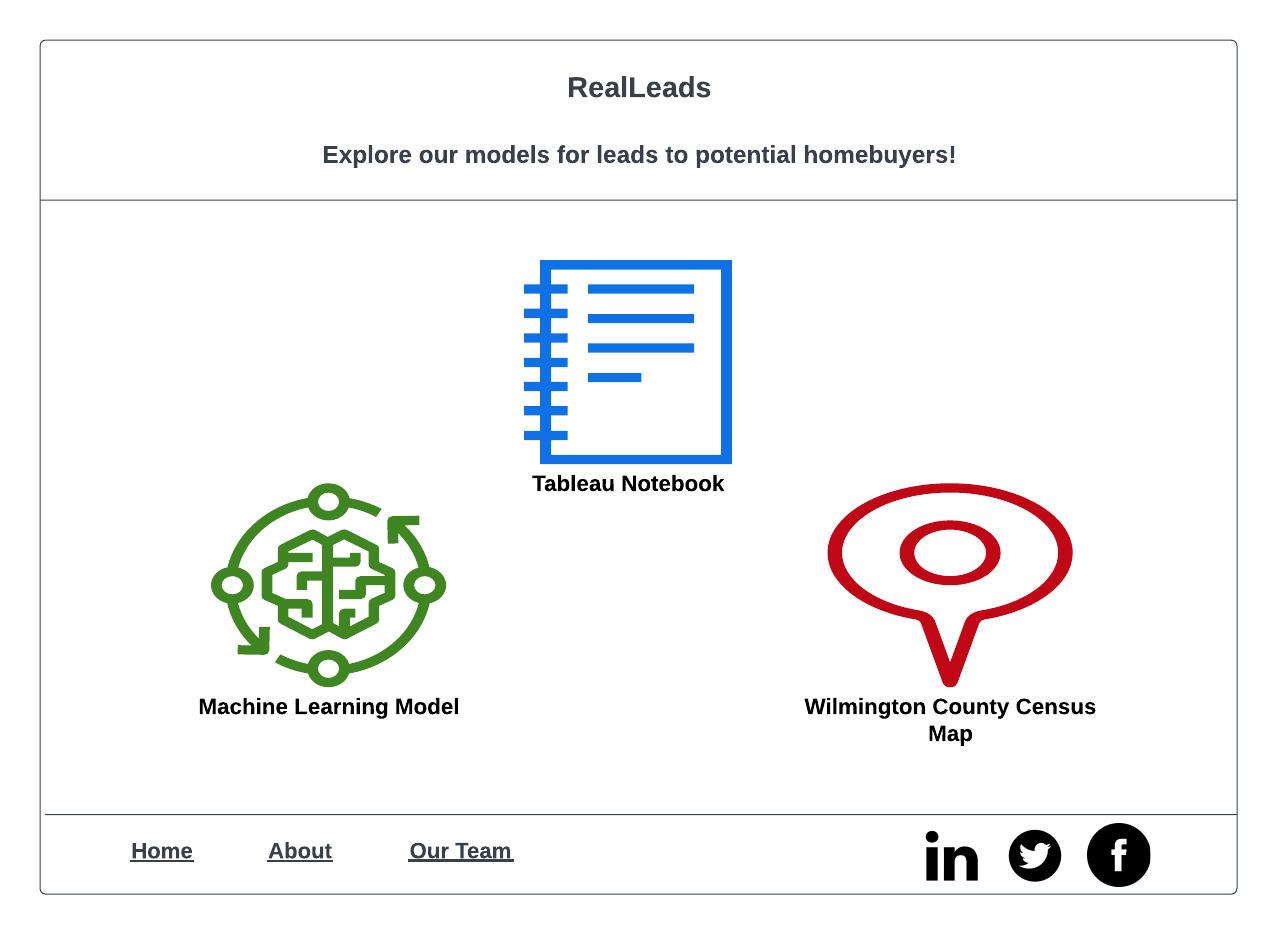 RealLeads
Explore our models for leads to potential homebuyers!
Tableau Notebook
Machine Learning Model
Wilmington County Census
Map
Home
About
Our Team
in
f